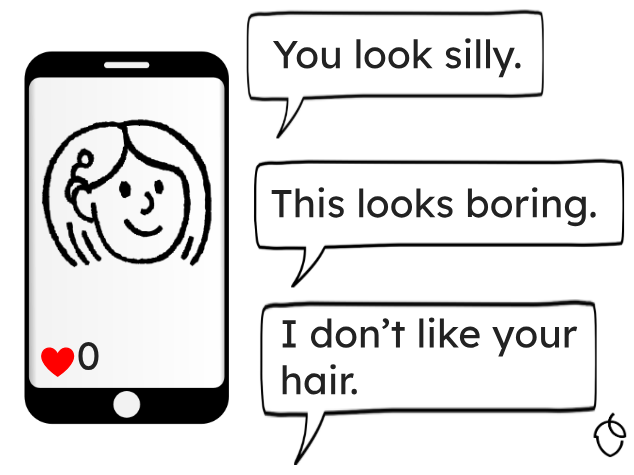 You look silly.
This looks boring.
I don’t like your
hair.
0